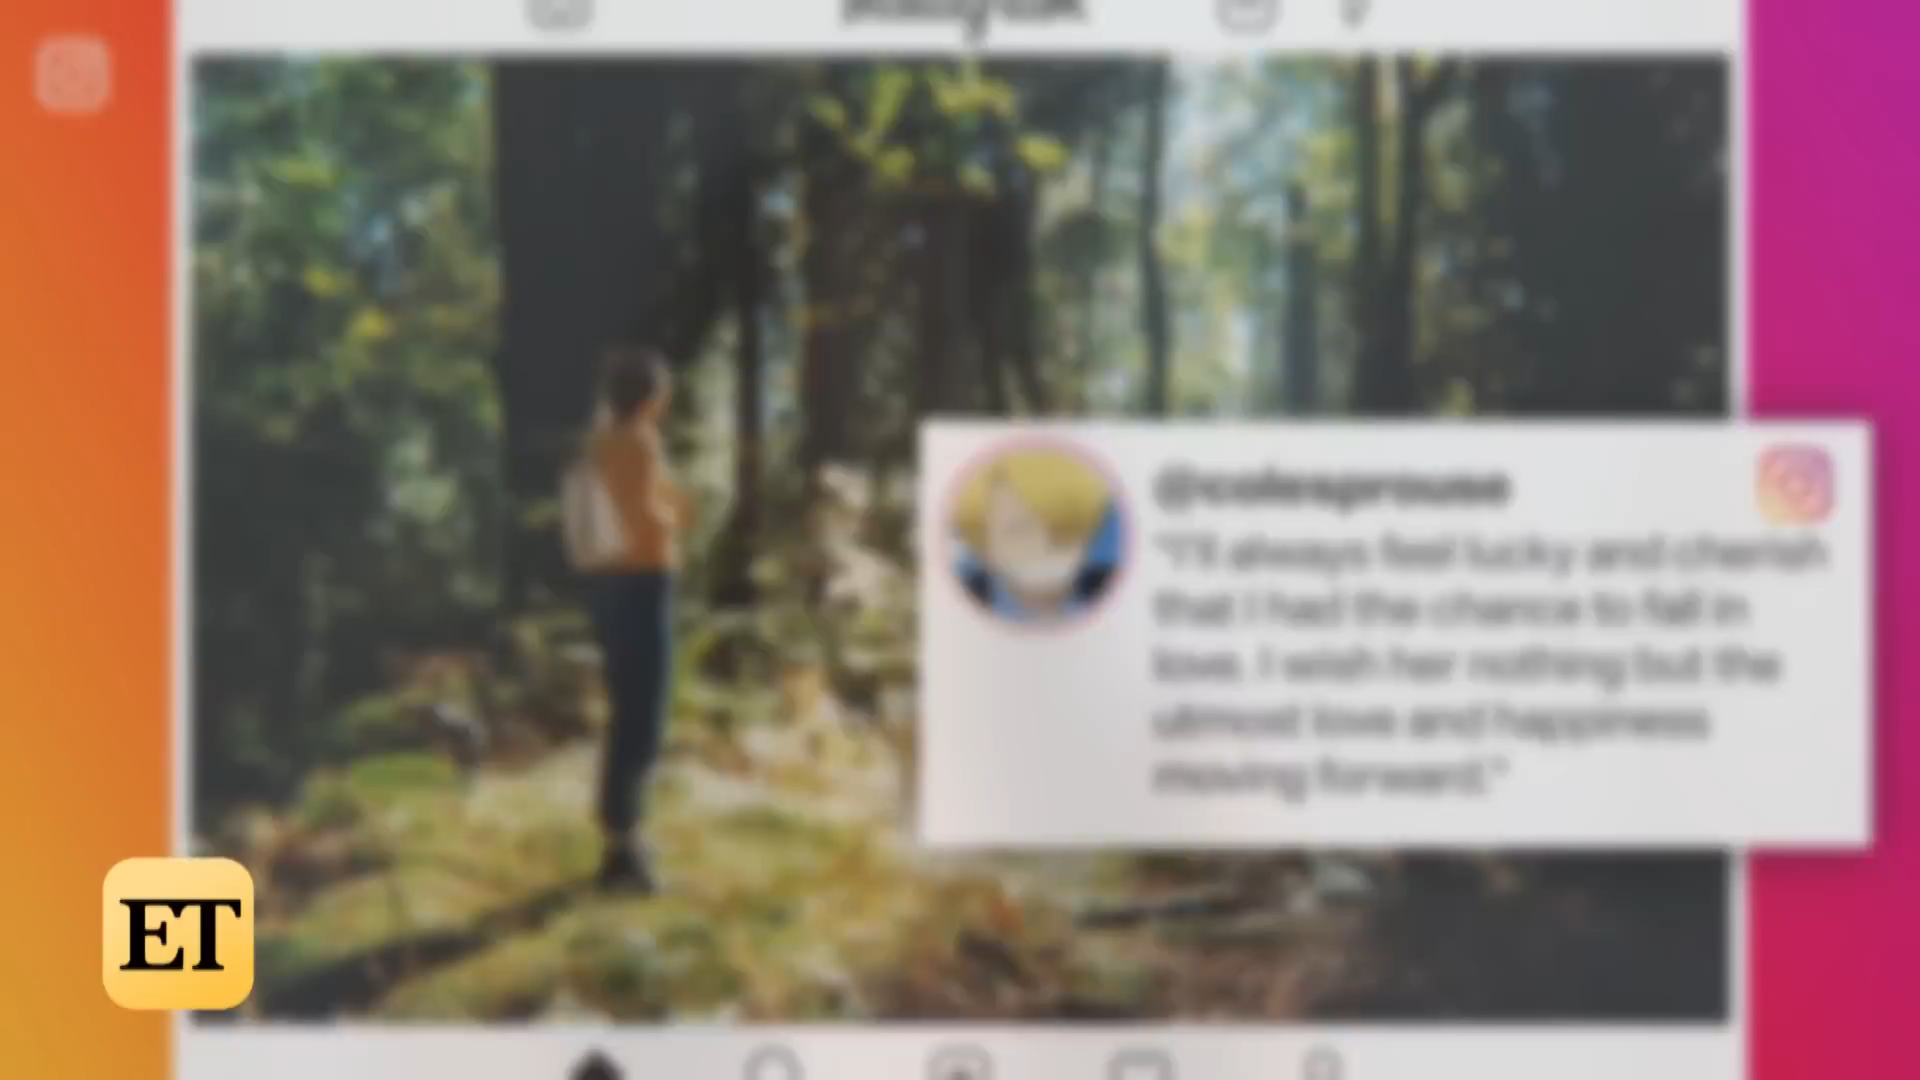 @colesprouse
"I'll always feel lucky and cherish
that I had the chance to fall in
love. I wish her nothing but the
utmost love and happiness
moving forward."
ET